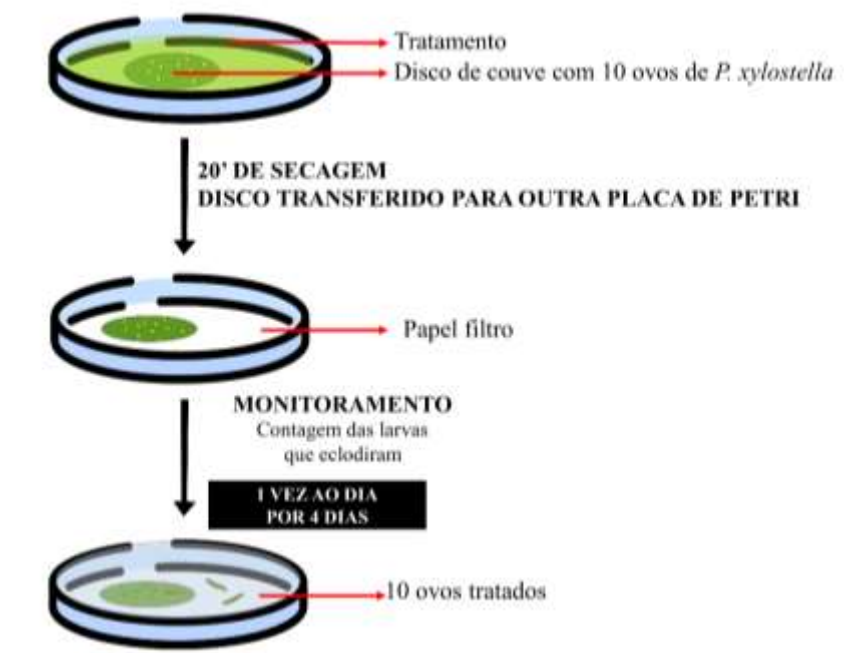 Tratamento
Disco de couve com 10 ovos de P. xylostella
20’ DE SECAGEM
DISCO TRANSFERIDO PARA OUTRA PLACA DE PETRI
Papel filtro
MONITORAMENTO
Contagem das larvas
que eclodiram
1 VEZ AO DIA
POR 4 DIAS
10 ovos tratados